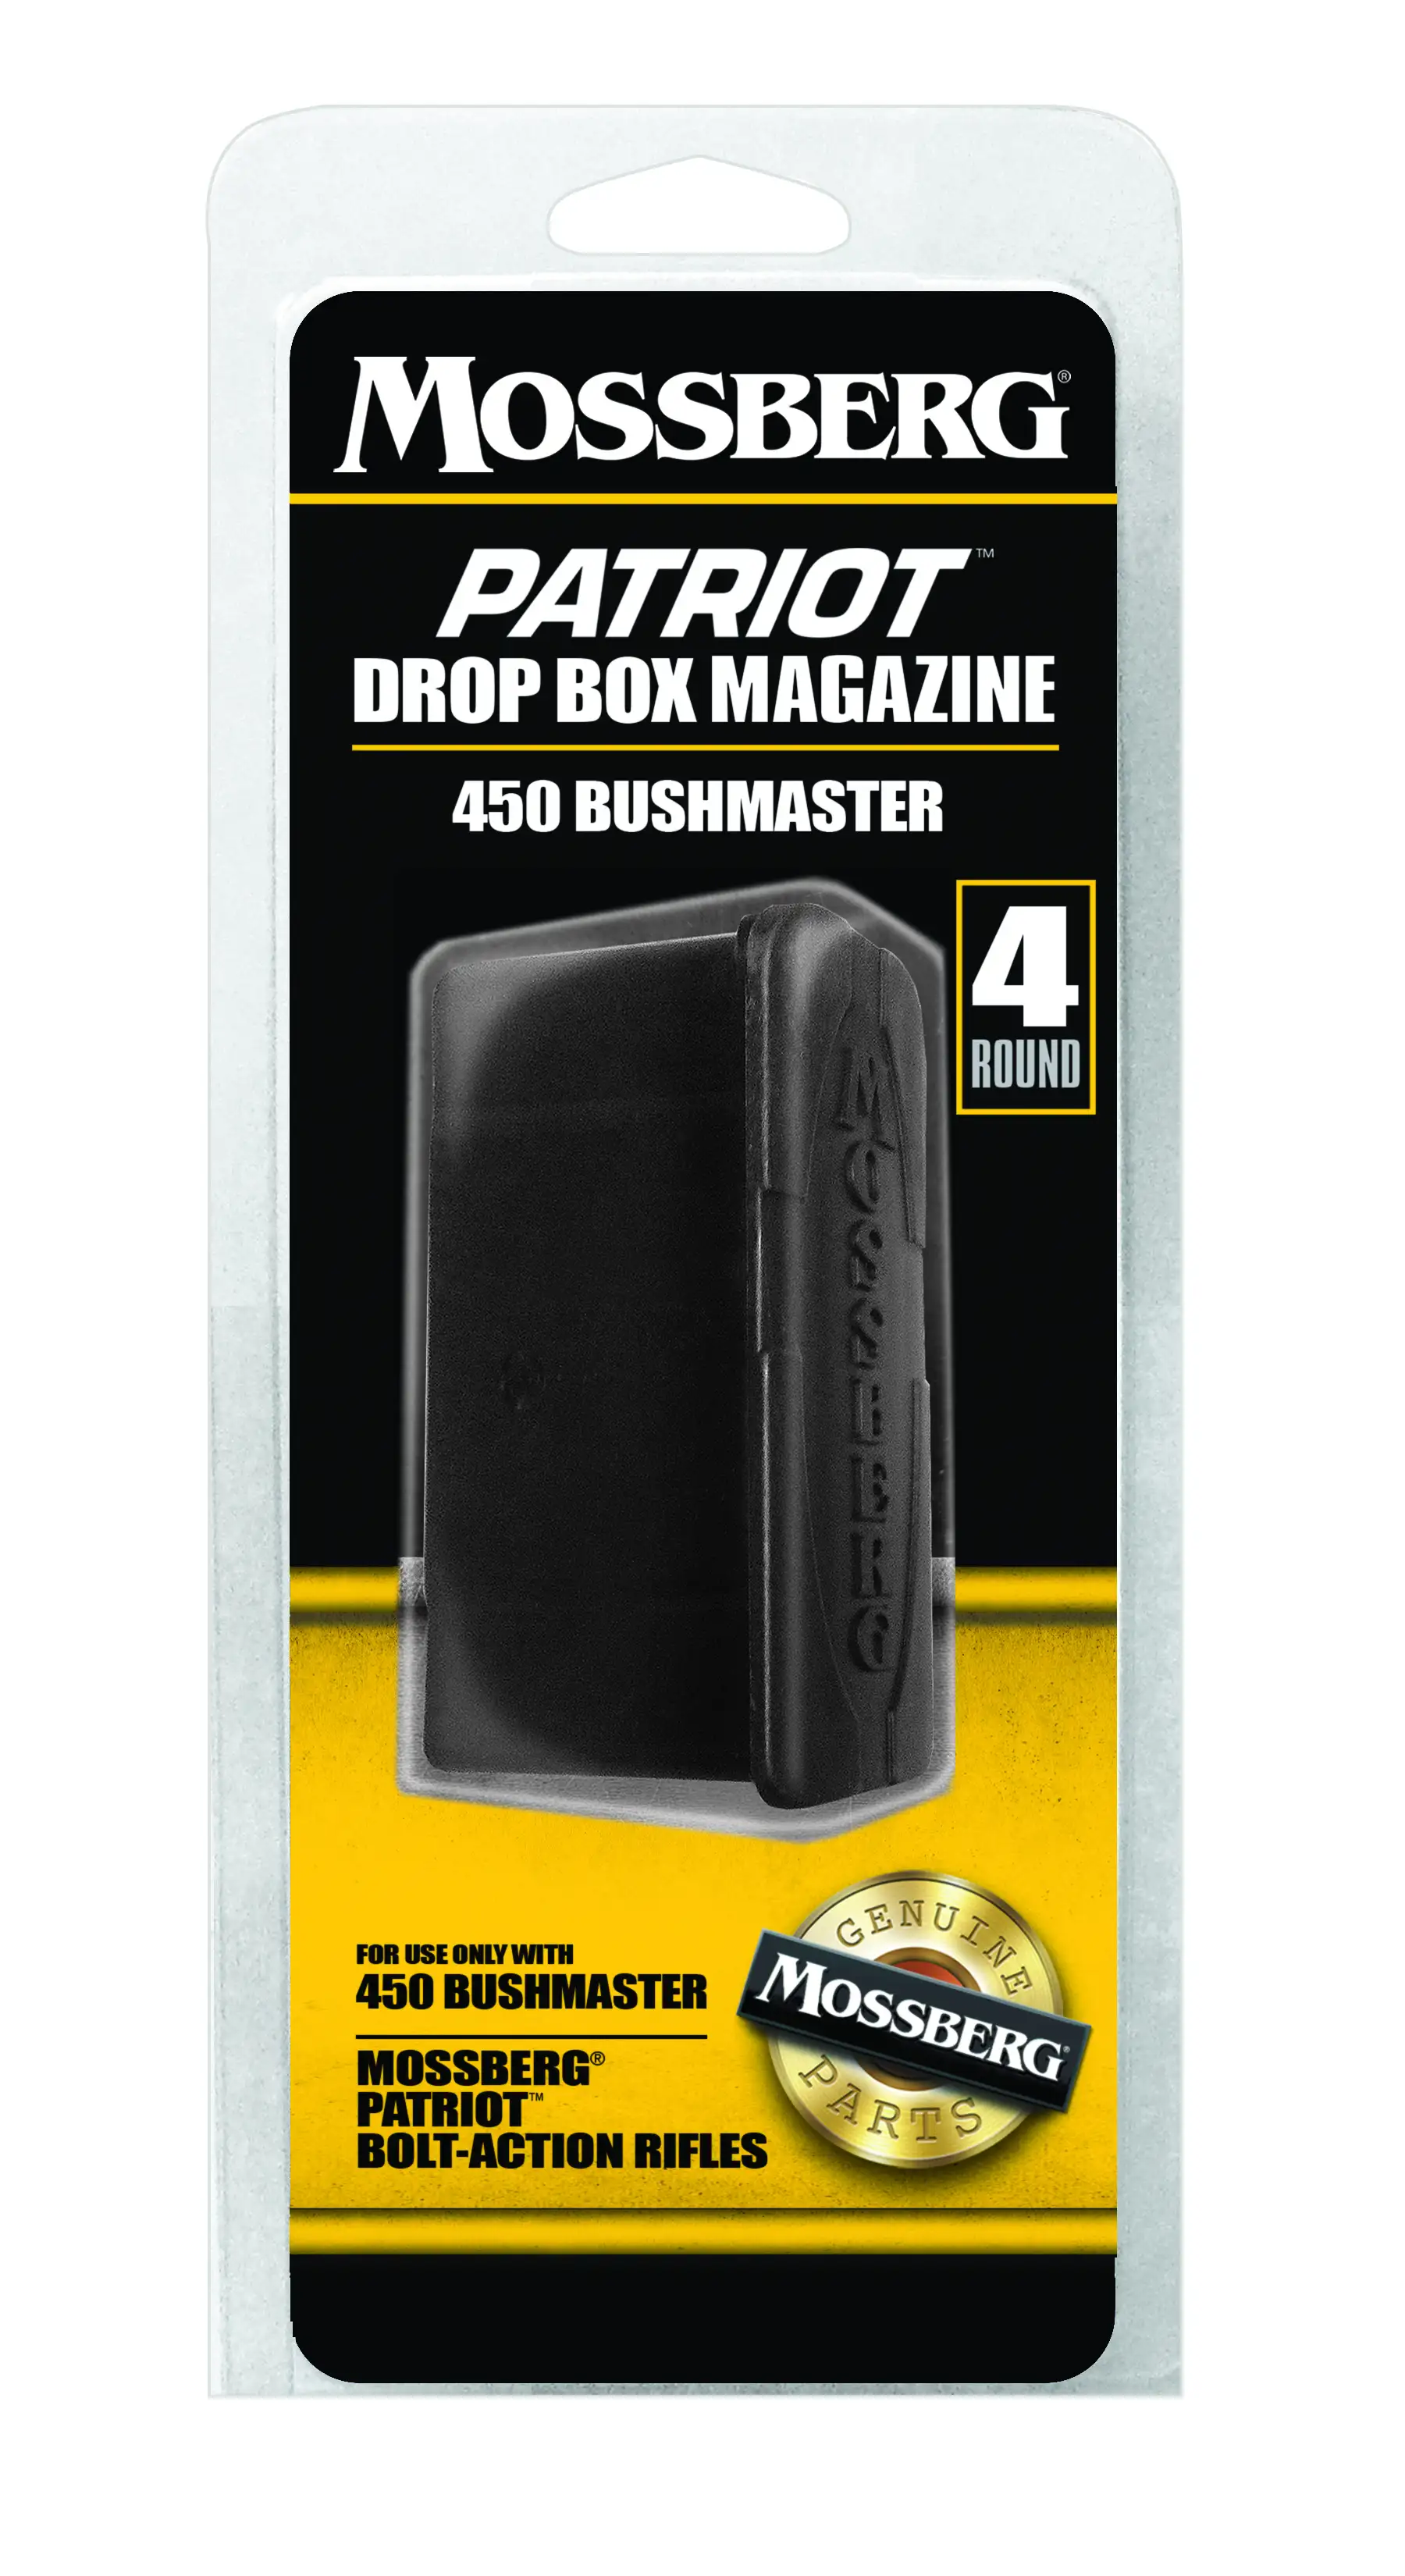 MOSSBERG®
PATRIOT™
DROP BOX MAGAZINE
450 BUSHMASTER
4
ROUND
MOSSBERG
GENUINE
MOSSBERG®
PARTS
FOR USE ONLY WITH
450 BUSHMASTER
MOSSBERG®
PATRIOT™
BOLT-ACTION RIFLES